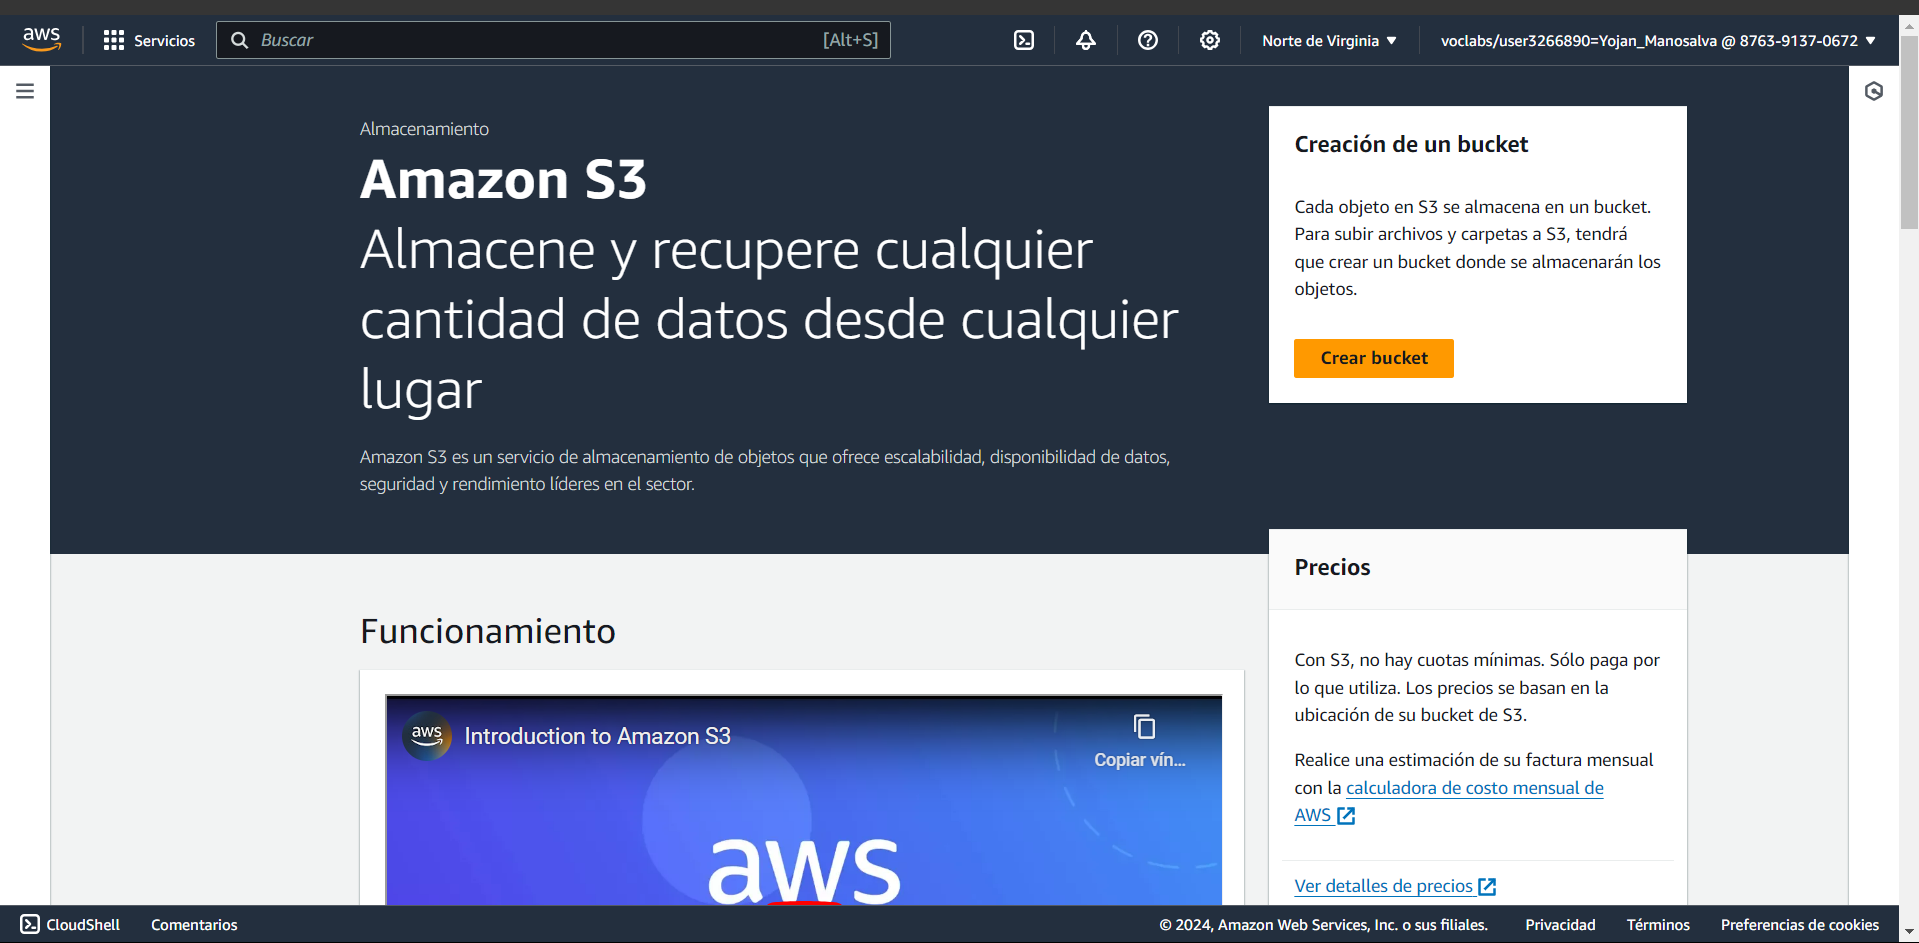 aws
Servicios
Buscar
[Alt+S]
Norte de Virginia
voclabs/user3266890=Yojan_Manosalva @ 8763-9137-0672
Almacenamiento
Amazon S3
Almacene y recupere cualquier
cantidad de datos desde cualquier
lugar
Amazon S3 es un servicio de almacenamiento de objetos que ofrece escalabilidad, disponibilidad de datos,
seguridad y rendimiento líderes en el sector.
Creación de un bucket
Cada objeto en S3 se almacena en un bucket.
Para subir archivos y carpetas a S3, tendrá
que crear un bucket donde se almacenarán los
objetos.
Crear bucket
Funcionamiento
aws
Introduction to Amazon S3
Copiar vín...
aws
Precios
Con S3, no hay cuotas mínimas. Sólo paga por
lo que utiliza. Los precios se basan en la
ubicación de su bucket de S3.
Realice una estimación de su factura mensual
con la calculadora de costo mensual de
AWS
Ver detalles de precios
CloudShell
Comentarios
© 2024, Amazon Web Services, Inc. o sus filiales.
Privacidad
Términos
Preferencias de cookies